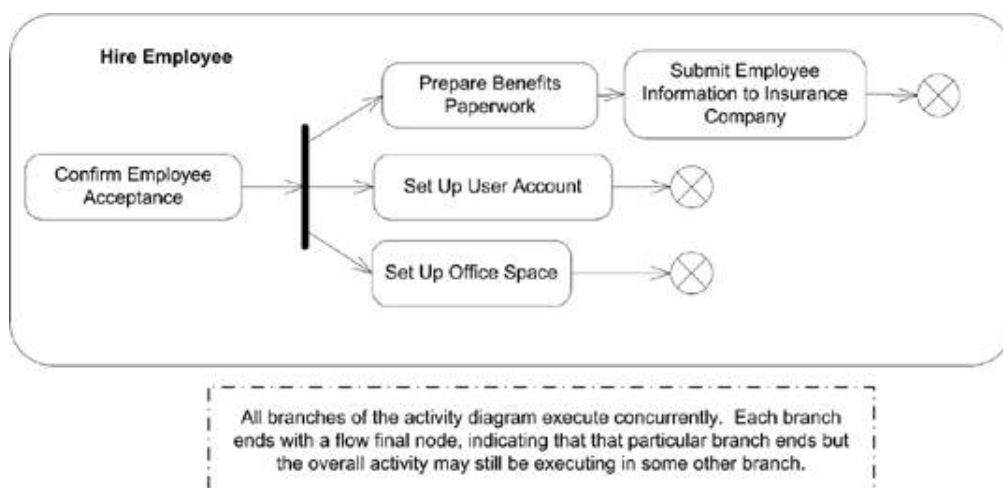 Hire Employee
Prepare Benefits
Paperwork
Submit Employee
Information to Insurance
Company
Confirm Employee
Acceptance
Set Up User Account
Set Up Office Space
All branches of the activity diagram execute concurrently. Each branch
ends with a flow final node, indicating that that particular branch ends but
the overall activity may still be executing in some other branch.